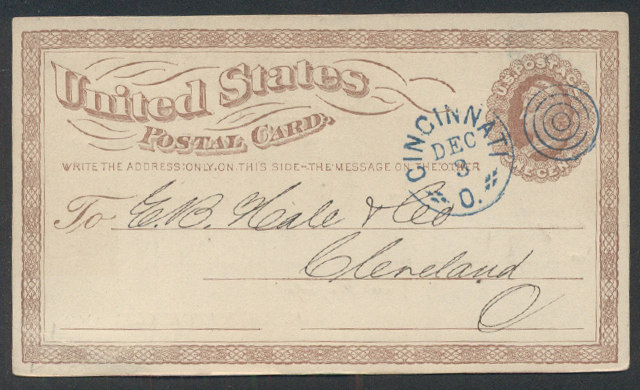 United States
POSTAL CARD.
WRITE THE ADDRESS ONLY ON THIS SIDE—THE MESSAGE ON THE OTHER
U.S. POSTAGE
CINCINNATI
DEC
O.
To E. B. Hale & Co
Cleveland
O